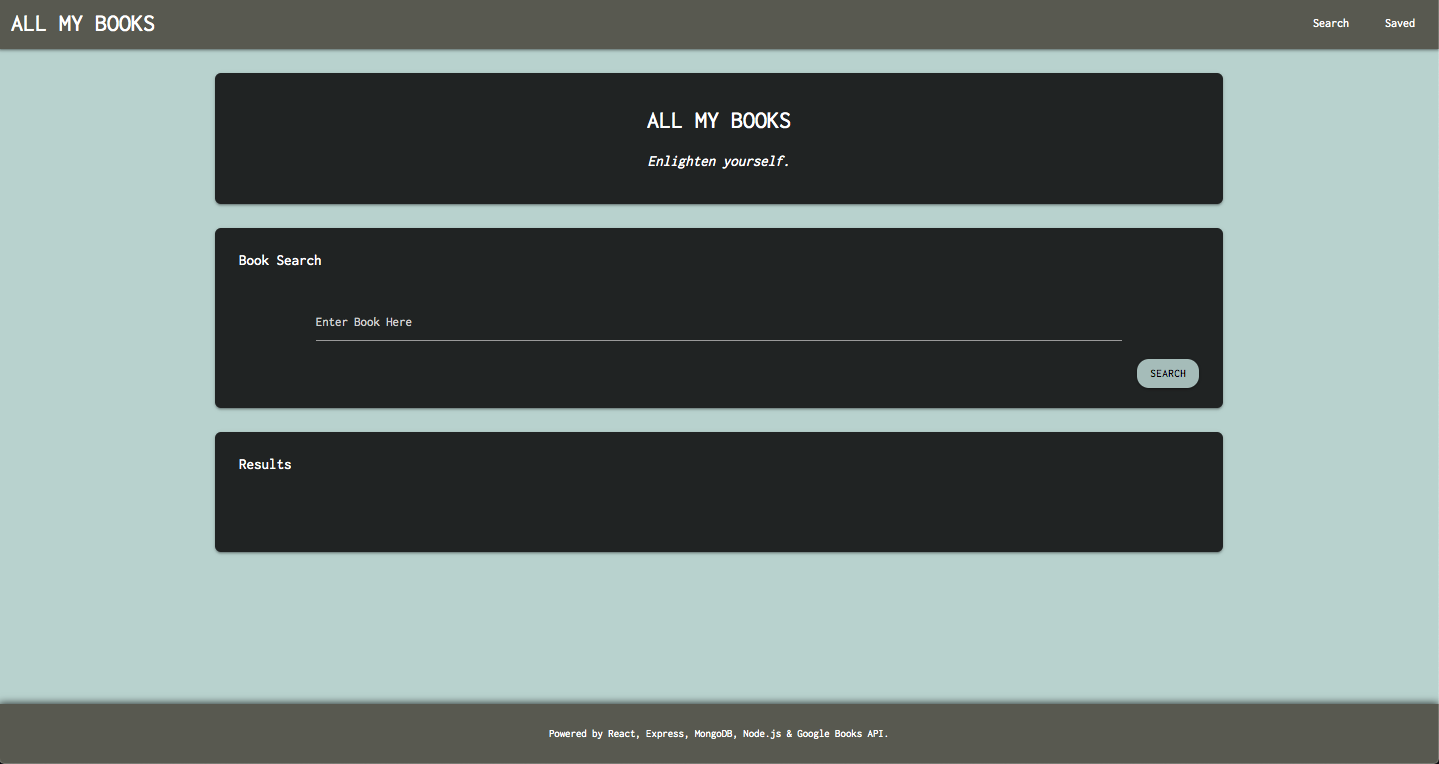 ALL MY BOOKS
Search
Saved
ALL MY BOOKS
Enlighten yourself.
Book Search
Enter Book Here
SEARCH
Results
Powered by React, Express, MongoDB, Node.js & Google Books API.